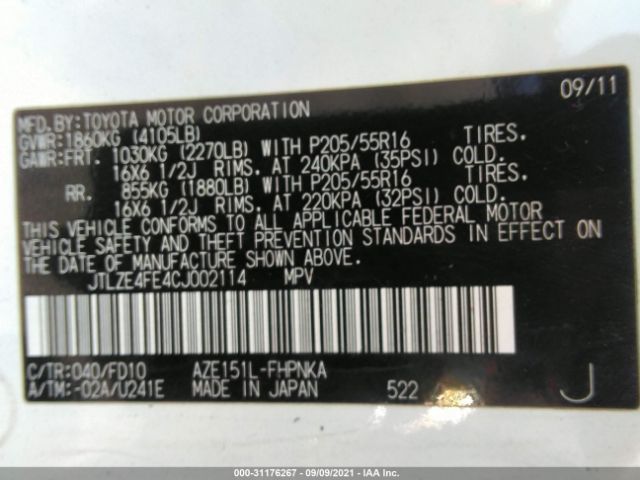 09/11
MFD.BY:TOYOTA MOTOR CORPORATION
GVWR:1860KG (4105LB)
GAWR:FRT. 1030KG (2270LB) WITH P205/55R16 TIRES.
16X6 1/2J RIMS. AT 240KPA (35PSI) COLD.
RR. 855KG (1880LB) WITH P205/55R16 TIRES.
16X6 1/2J RIMS. AT 220KPA (32PSI) COLD.
THIS VEHICLE CONFORMS TO ALL APPLICABLE FEDERAL MOTOR
VEHICLE SAFETY AND THEFT PREVENTION STANDARDS IN EFFECT ON
THE DATE OF MANUFACTURE SHOWN ABOVE.
JTLZE4FE4CJ002114 MPV
C/TR:040/FD10 AZE151L-FHPNKA
A/TM:-02A/U241E MADE IN JAPAN 522 J
000-31176267 - 09/09/2021 - IAA Inc.